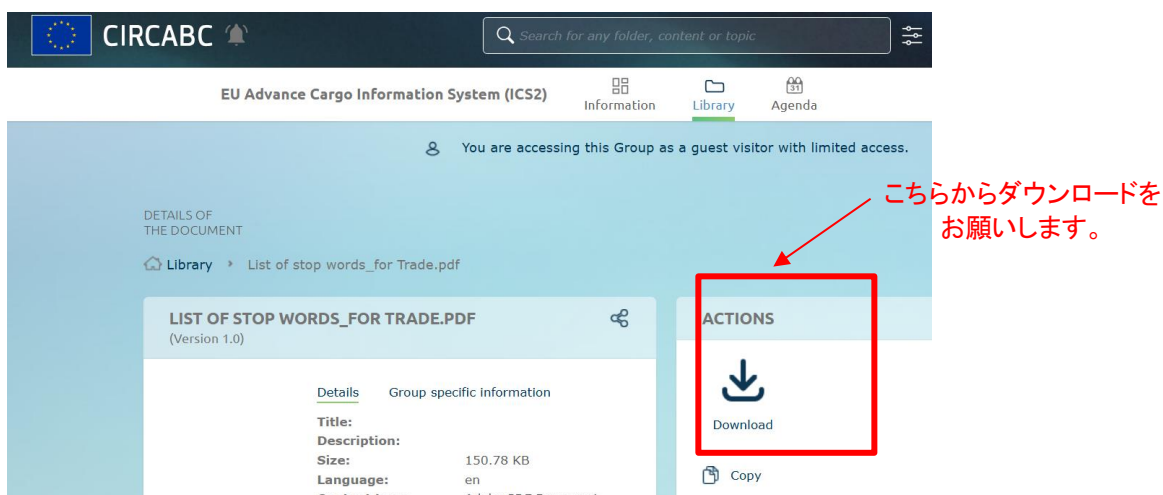 CIRCABC
Search for any folder, content or topic
EU Advance Cargo Information System (ICS2)
Information
Library
31
Agenda
You are accessing this Group as a guest visitor with limited access.
こちらからダウンロードを
お願いします。
DETAILS OF
THE DOCUMENT
Library
List of stop words_for Trade.pdf
LIST OF STOP WORDS_FOR TRADE.PDF
(Version 1.0)
ACTIONS
Details Group specific information
Title:
Description:
Size: 150.78 KB
Language: en
Download
Copy